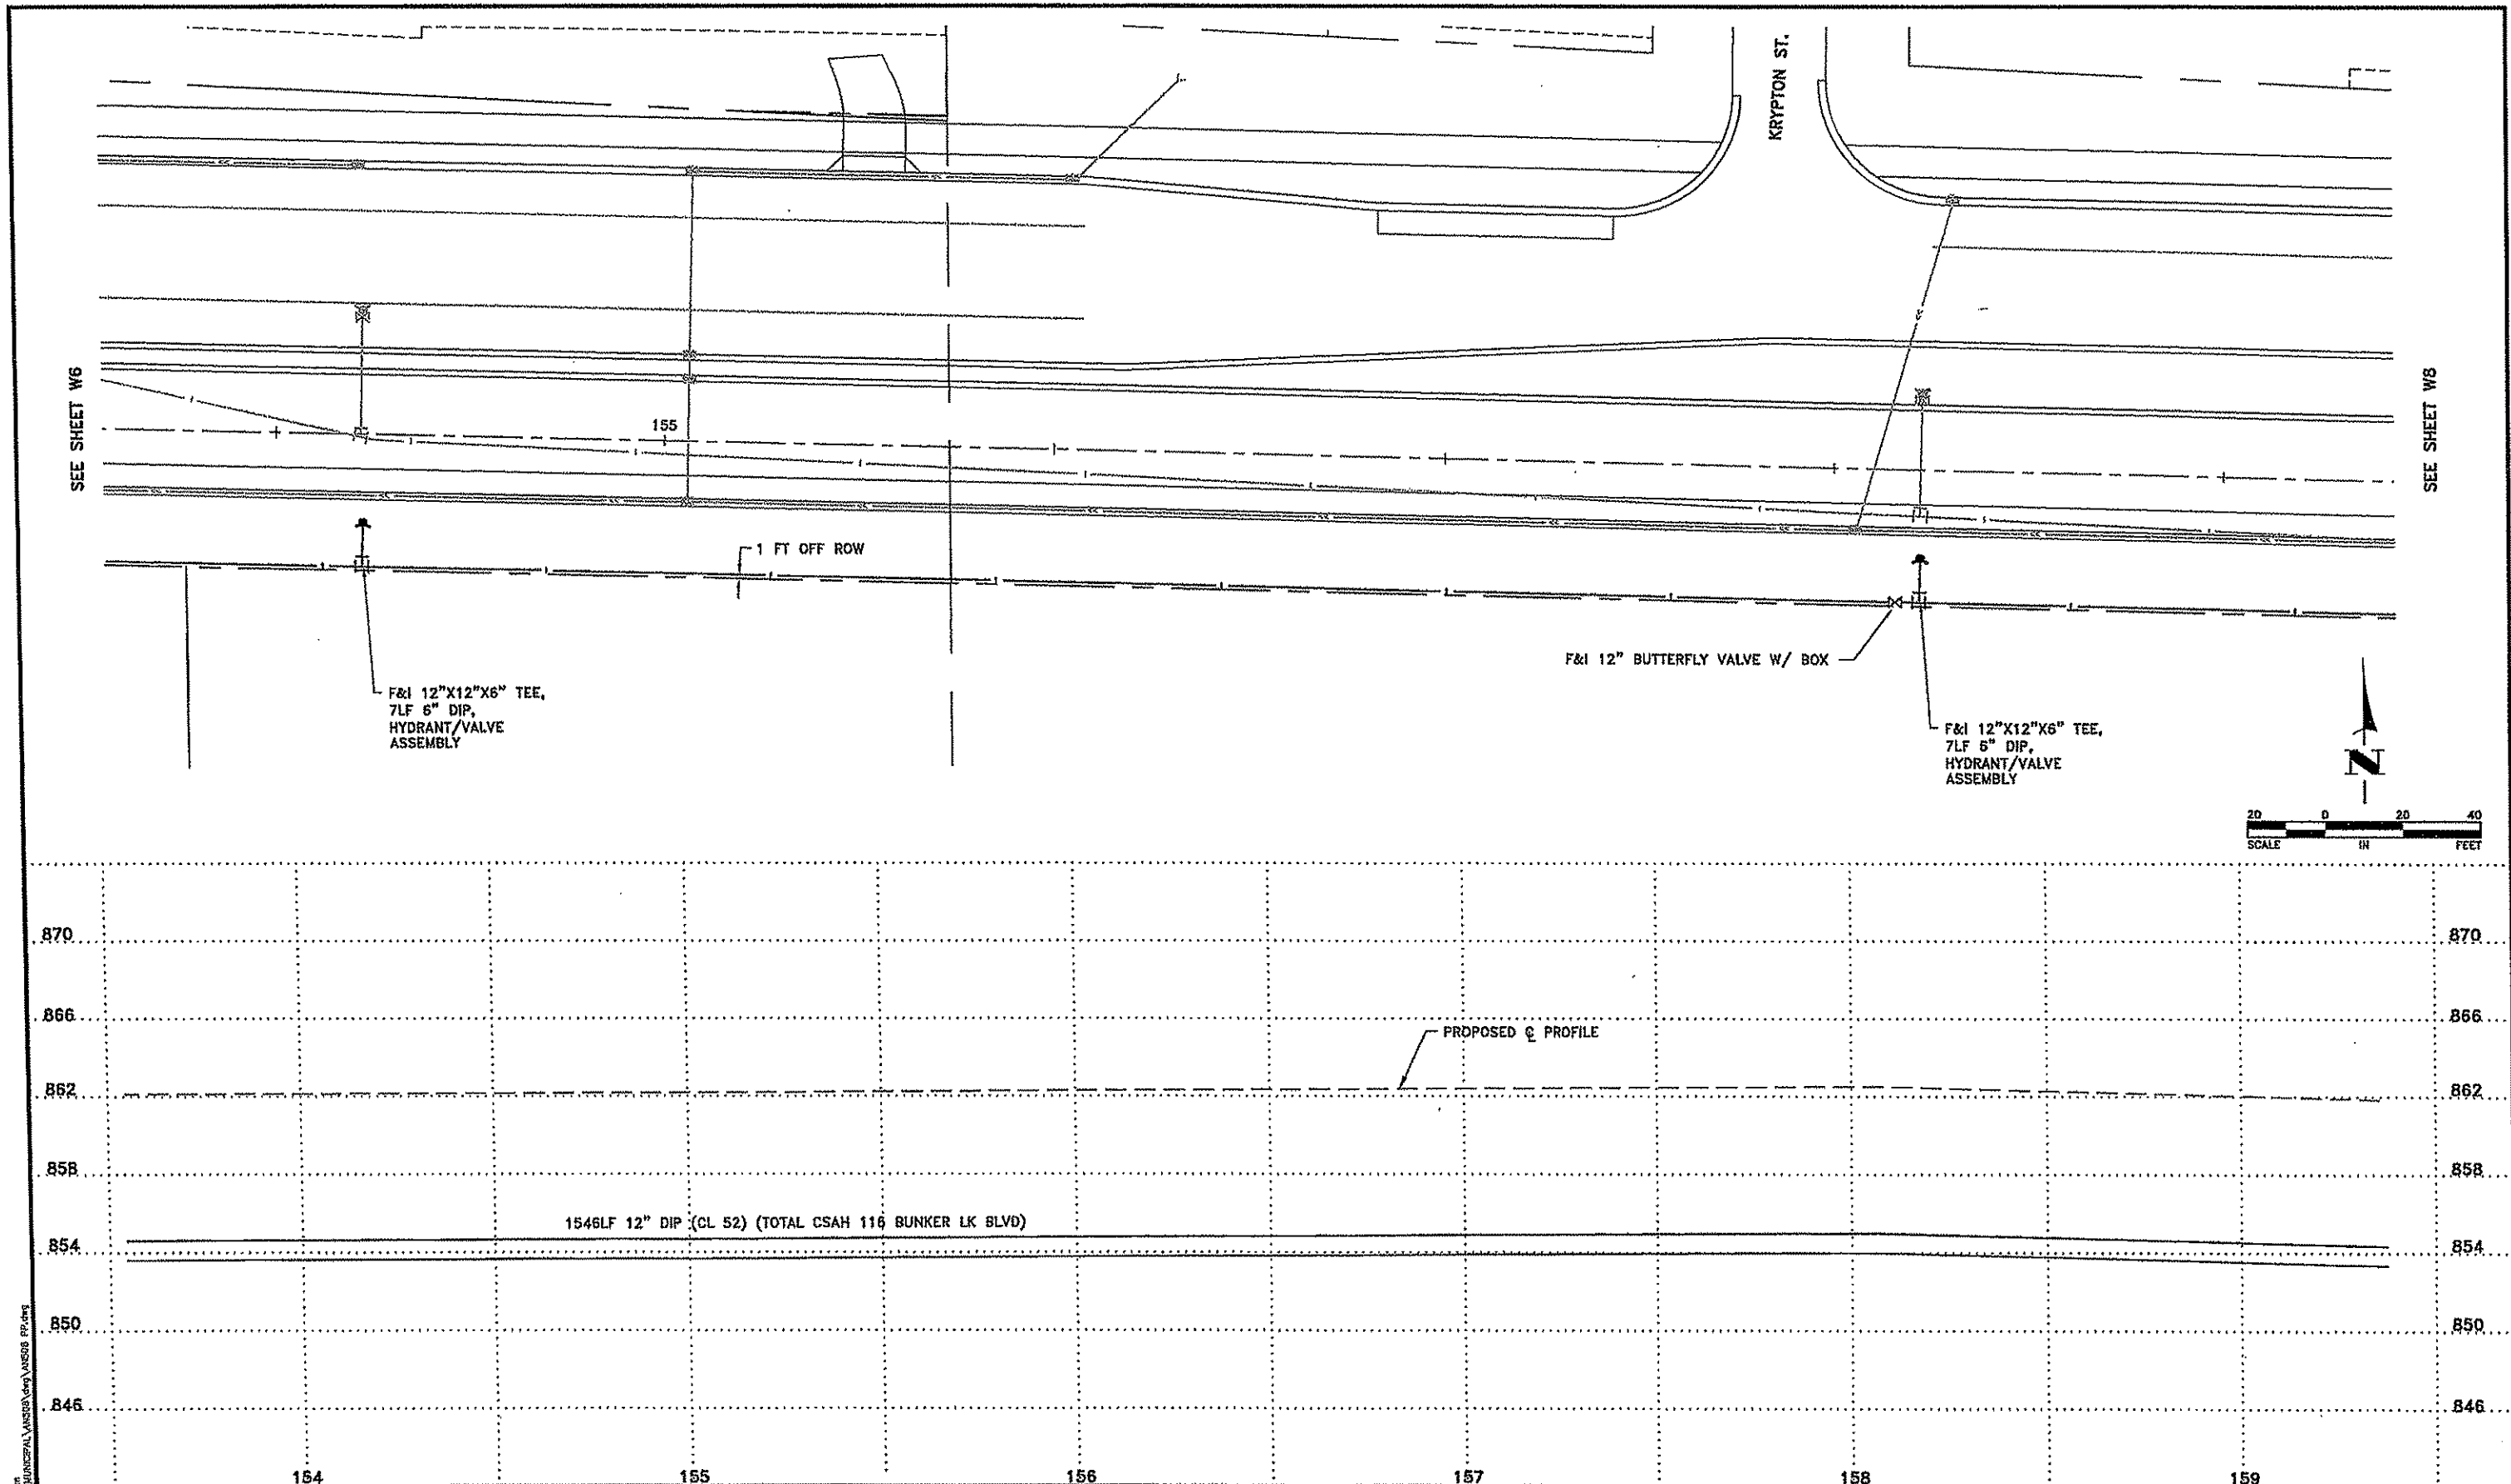 KRYPTON ST.
SEE SHEET W6
SEE SHEET W8
155
1 FT OFF ROW
F&I 12" BUTTERFLY VALVE W/ BOX
F&I 12"X12"X6" TEE,
7LF 6" DIP,
HYDRANT/VALVE
ASSEMBLY
F&I 12"X12"X6" TEE,
7LF 6" DIP,
HYDRANT/VALVE
ASSEMBLY
N
20 0 20 40
SCALE IN FEET
870 870
866 866
PROPOSED ℄ PROFILE
862 862
858 858
1546LF 12" DIP (CL 52) (TOTAL CSAH 116 BUNKER LK BLVD)
854 854
850 850
846 846
154 155 156 157 158 159